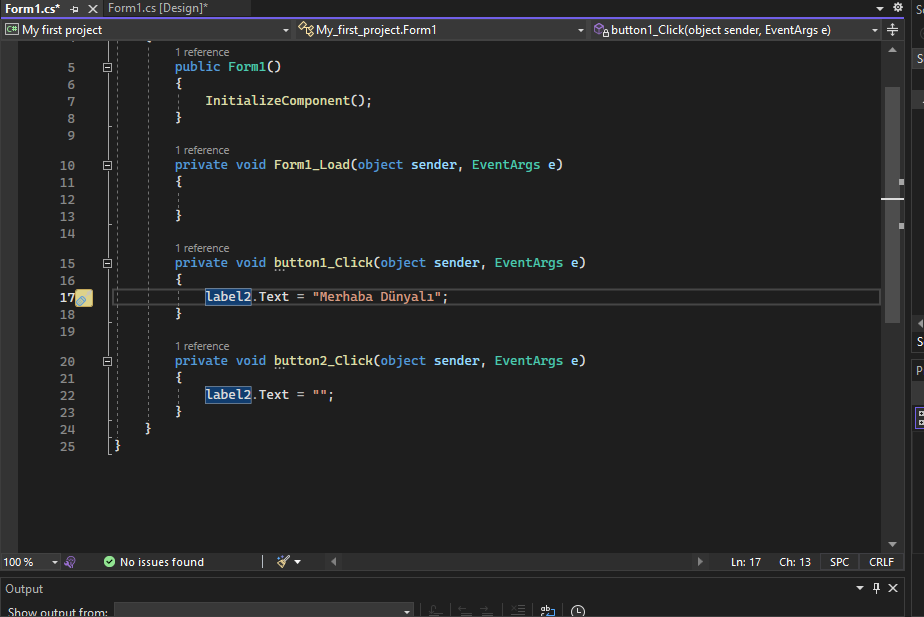 Form1.cs*
Form1.cs [Design]*
C# My first project
My_first_project.Form1
button1_Click(object sender, EventArgs e)
1 reference
5 public Form1()
6 {
7 InitializeComponent();
8 }
9
1 reference
10 private void Form1_Load(object sender, EventArgs e)
11 {
12
13 }
14
1 reference
15 private void button1_Click(object sender, EventArgs e)
16 {
17 label2.Text = "Merhaba Dünyalı";
18 }
19
1 reference
20 private void button2_Click(object sender, EventArgs e)
21 {
22 label2.Text = "";
23 }
24 }
25 }
100 %
No issues found
Ln: 17
Ch: 13
SPC
CRLF
Output
Show output from: